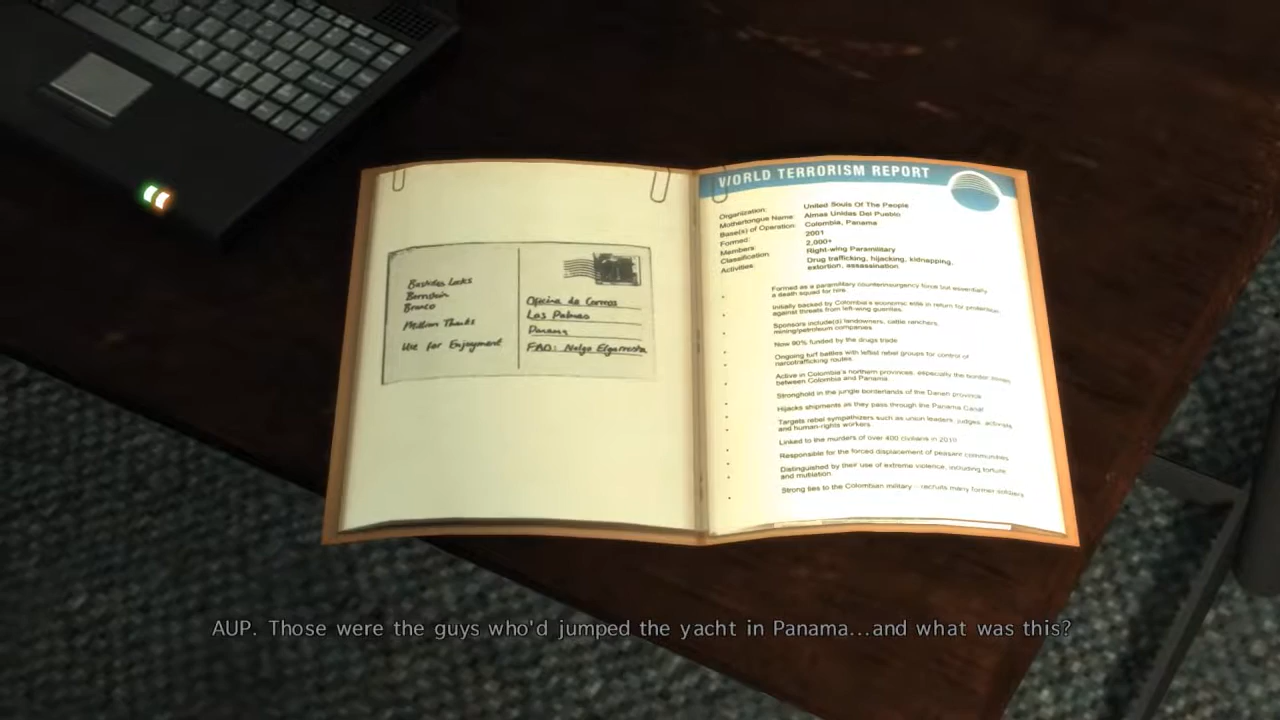 Bastidas Locks
Bernstein
Branco
Million Thanks
Use for Enjoyment
Oficina de Correos
Las Palmas
Panama
FAO: Nelga Elgarresta
WORLD TERRORISM REPORT
Organization: United Souls Of The People
Mothertongue Name: Almas Unidas Del Pueblo
Base(s) of Operation: Colombia, Panama
Formed: 2001
Members: 2,000+
Classification: Right-wing Paramilitary
Activities: Drug trafficking, hijacking, kidnapping,
extortion, assassination
Formed as a paramilitary counterinsurgency force but essentially
a death squad for hire.
Initially backed by Colombia's economic elite in return for protection
against threats from left-wing guerillas.
Sponsors include(d) landowners, cattle ranchers,
mining/petroleum companies
Now 90% funded by the drugs trade
Ongoing turf battles with leftist rebel groups for control of
narcotrafficking routes.
Active in Colombia's northern provinces, especially the border zones
between Colombia and Panama
Stronghold in the jungle borderlands of the Darien province
Hijacks shipments as they pass through the Panama Canal
Targets rebel sympathizers such as union leaders, judges, activists
and human-rights workers.
Linked to the murders of over 400 civilians in 2010
Responsible for the forced displacement of peasant communities
Distinguished by their use of extreme violence, including torture
and mutilation
Strong ties to the Colombian military - recruits many former soldiers
AUP. Those were the guys who'd jumped the yacht in Panama...and what was this?